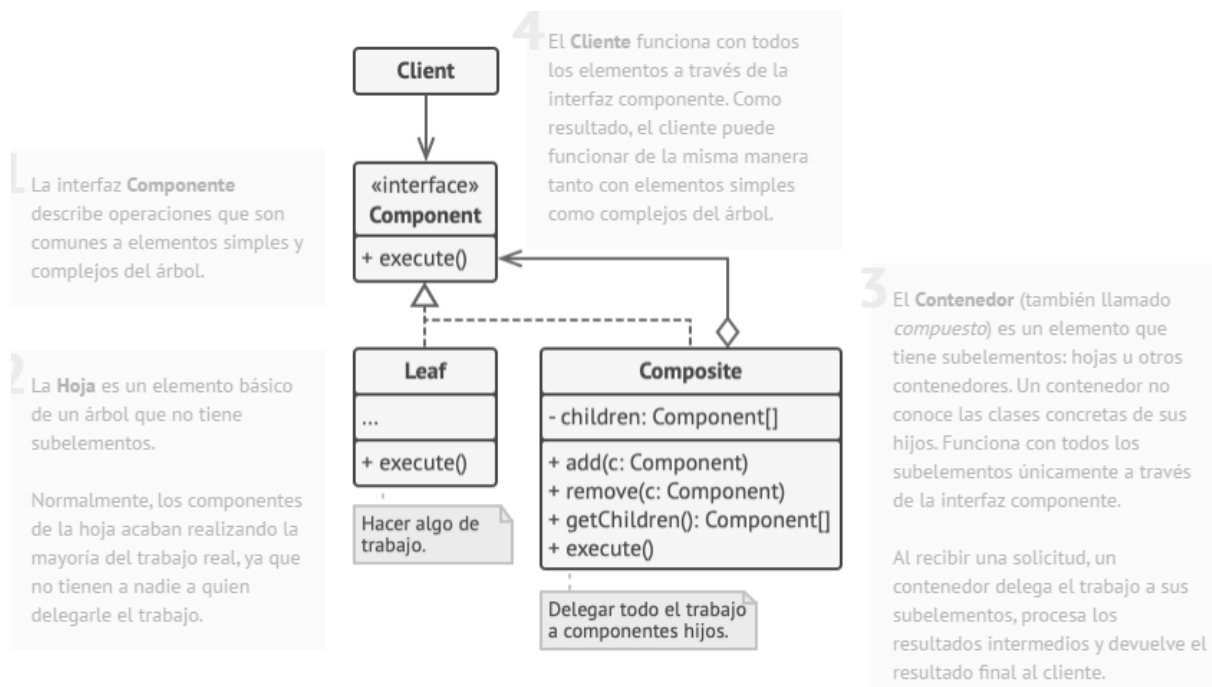 Client
«interface»
Component
+ execute()
Leaf
...
+ execute()
Hacer algo de
trabajo.
Composite
- children: Component[]
+ add(c: Component)
+ remove(c: Component)
+ getChildren(): Component[]
+ execute()
Delegar todo el trabajo
a componentes hijos.
1
La interfaz Componente
describe operaciones que son
comunes a elementos simples y
complejos del árbol.
2
La Hoja es un elemento básico
de un árbol que no tiene
subelementos.
Normalmente, los componentes
de la hoja acaban realizando la
mayoría del trabajo real, ya que
no tienen a nadie a quien
delegarle el trabajo.
3
El Contenedor (también llamado
compuesto) es un elemento que
tiene subelementos: hojas u otros
contenedores. Un contenedor no
conoce las clases concretas de sus
hijos. Funciona con todos los
subelementos únicamente a través
de la interfaz componente.
Al recibir una solicitud, un
contenedor delega el trabajo a sus
subelementos, procesa los
resultados intermedios y devuelve el
resultado final al cliente.
4
El Cliente funciona con todos
los elementos a través de la
interfaz componente. Como
resultado, el cliente puede
funcionar de la misma manera
tanto con elementos simples
como complejos del árbol.